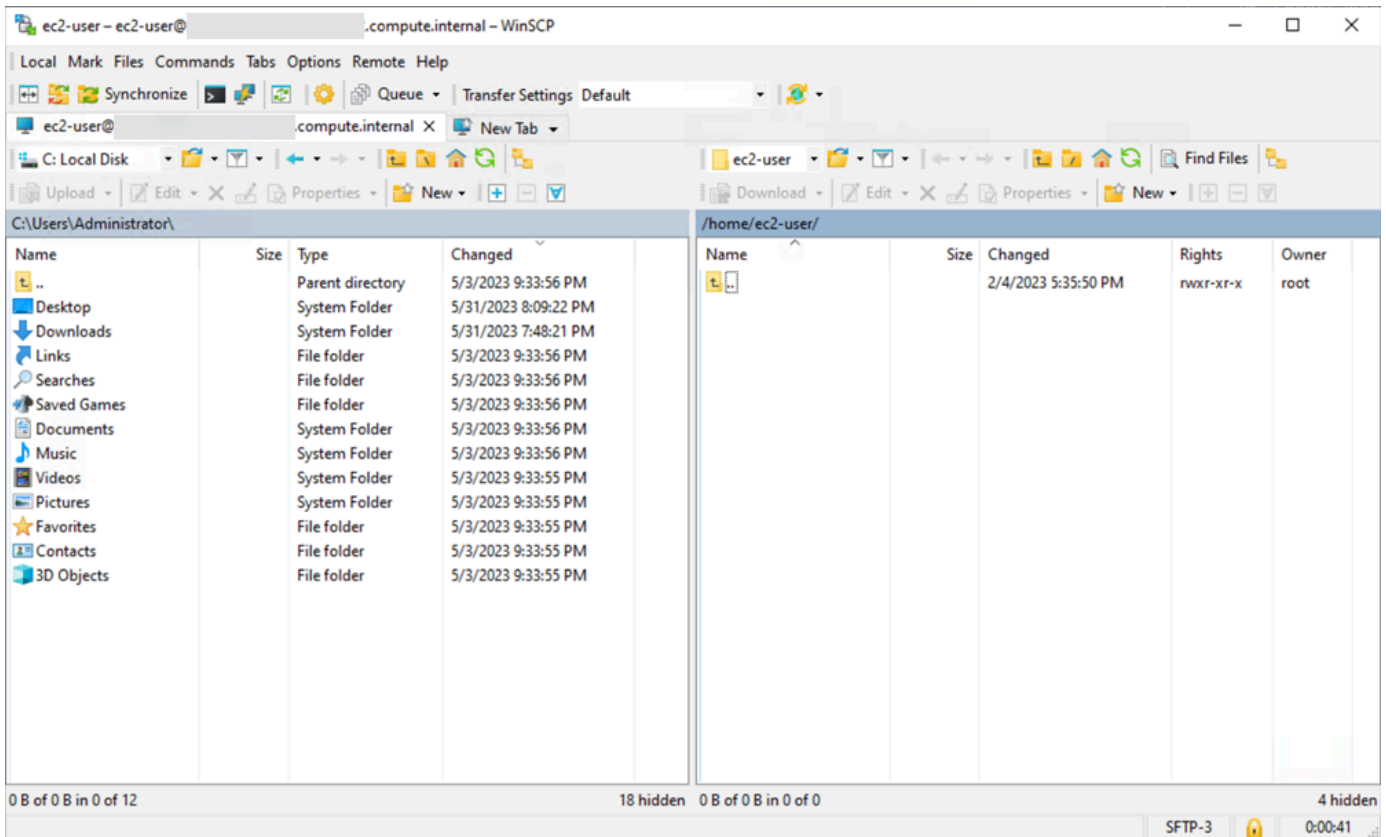 ec2-user – ec2-user@ .compute.internal – WinSCP
Local Mark Files Commands Tabs Options Remote Help
Synchronize Queue Transfer Settings Default
ec2-user@ .compute.internal New Tab
C: Local Disk ec2-user Find Files
Upload Edit Properties New Download Edit Properties New
C:\Users\Administrator\ /home/ec2-user/
Name Size Type Changed Name Size Changed Rights Owner
.. Parent directory 5/3/2023 9:33:56 PM .. 2/4/2023 5:35:50 PM rwxr-xr-x root
Desktop System Folder 5/31/2023 8:09:22 PM
Downloads System Folder 5/31/2023 7:48:21 PM
Links File folder 5/3/2023 9:33:56 PM
Searches File folder 5/3/2023 9:33:56 PM
Saved Games File folder 5/3/2023 9:33:56 PM
Documents System Folder 5/3/2023 9:33:56 PM
Music System Folder 5/3/2023 9:33:56 PM
Videos System Folder 5/3/2023 9:33:55 PM
Pictures System Folder 5/3/2023 9:33:55 PM
Favorites File folder 5/3/2023 9:33:55 PM
Contacts File folder 5/3/2023 9:33:55 PM
3D Objects File folder 5/3/2023 9:33:55 PM
0 B of 0 B in 0 of 12 18 hidden 0 B of 0 B in 0 of 0 4 hidden
SFTP-3 0:00:41